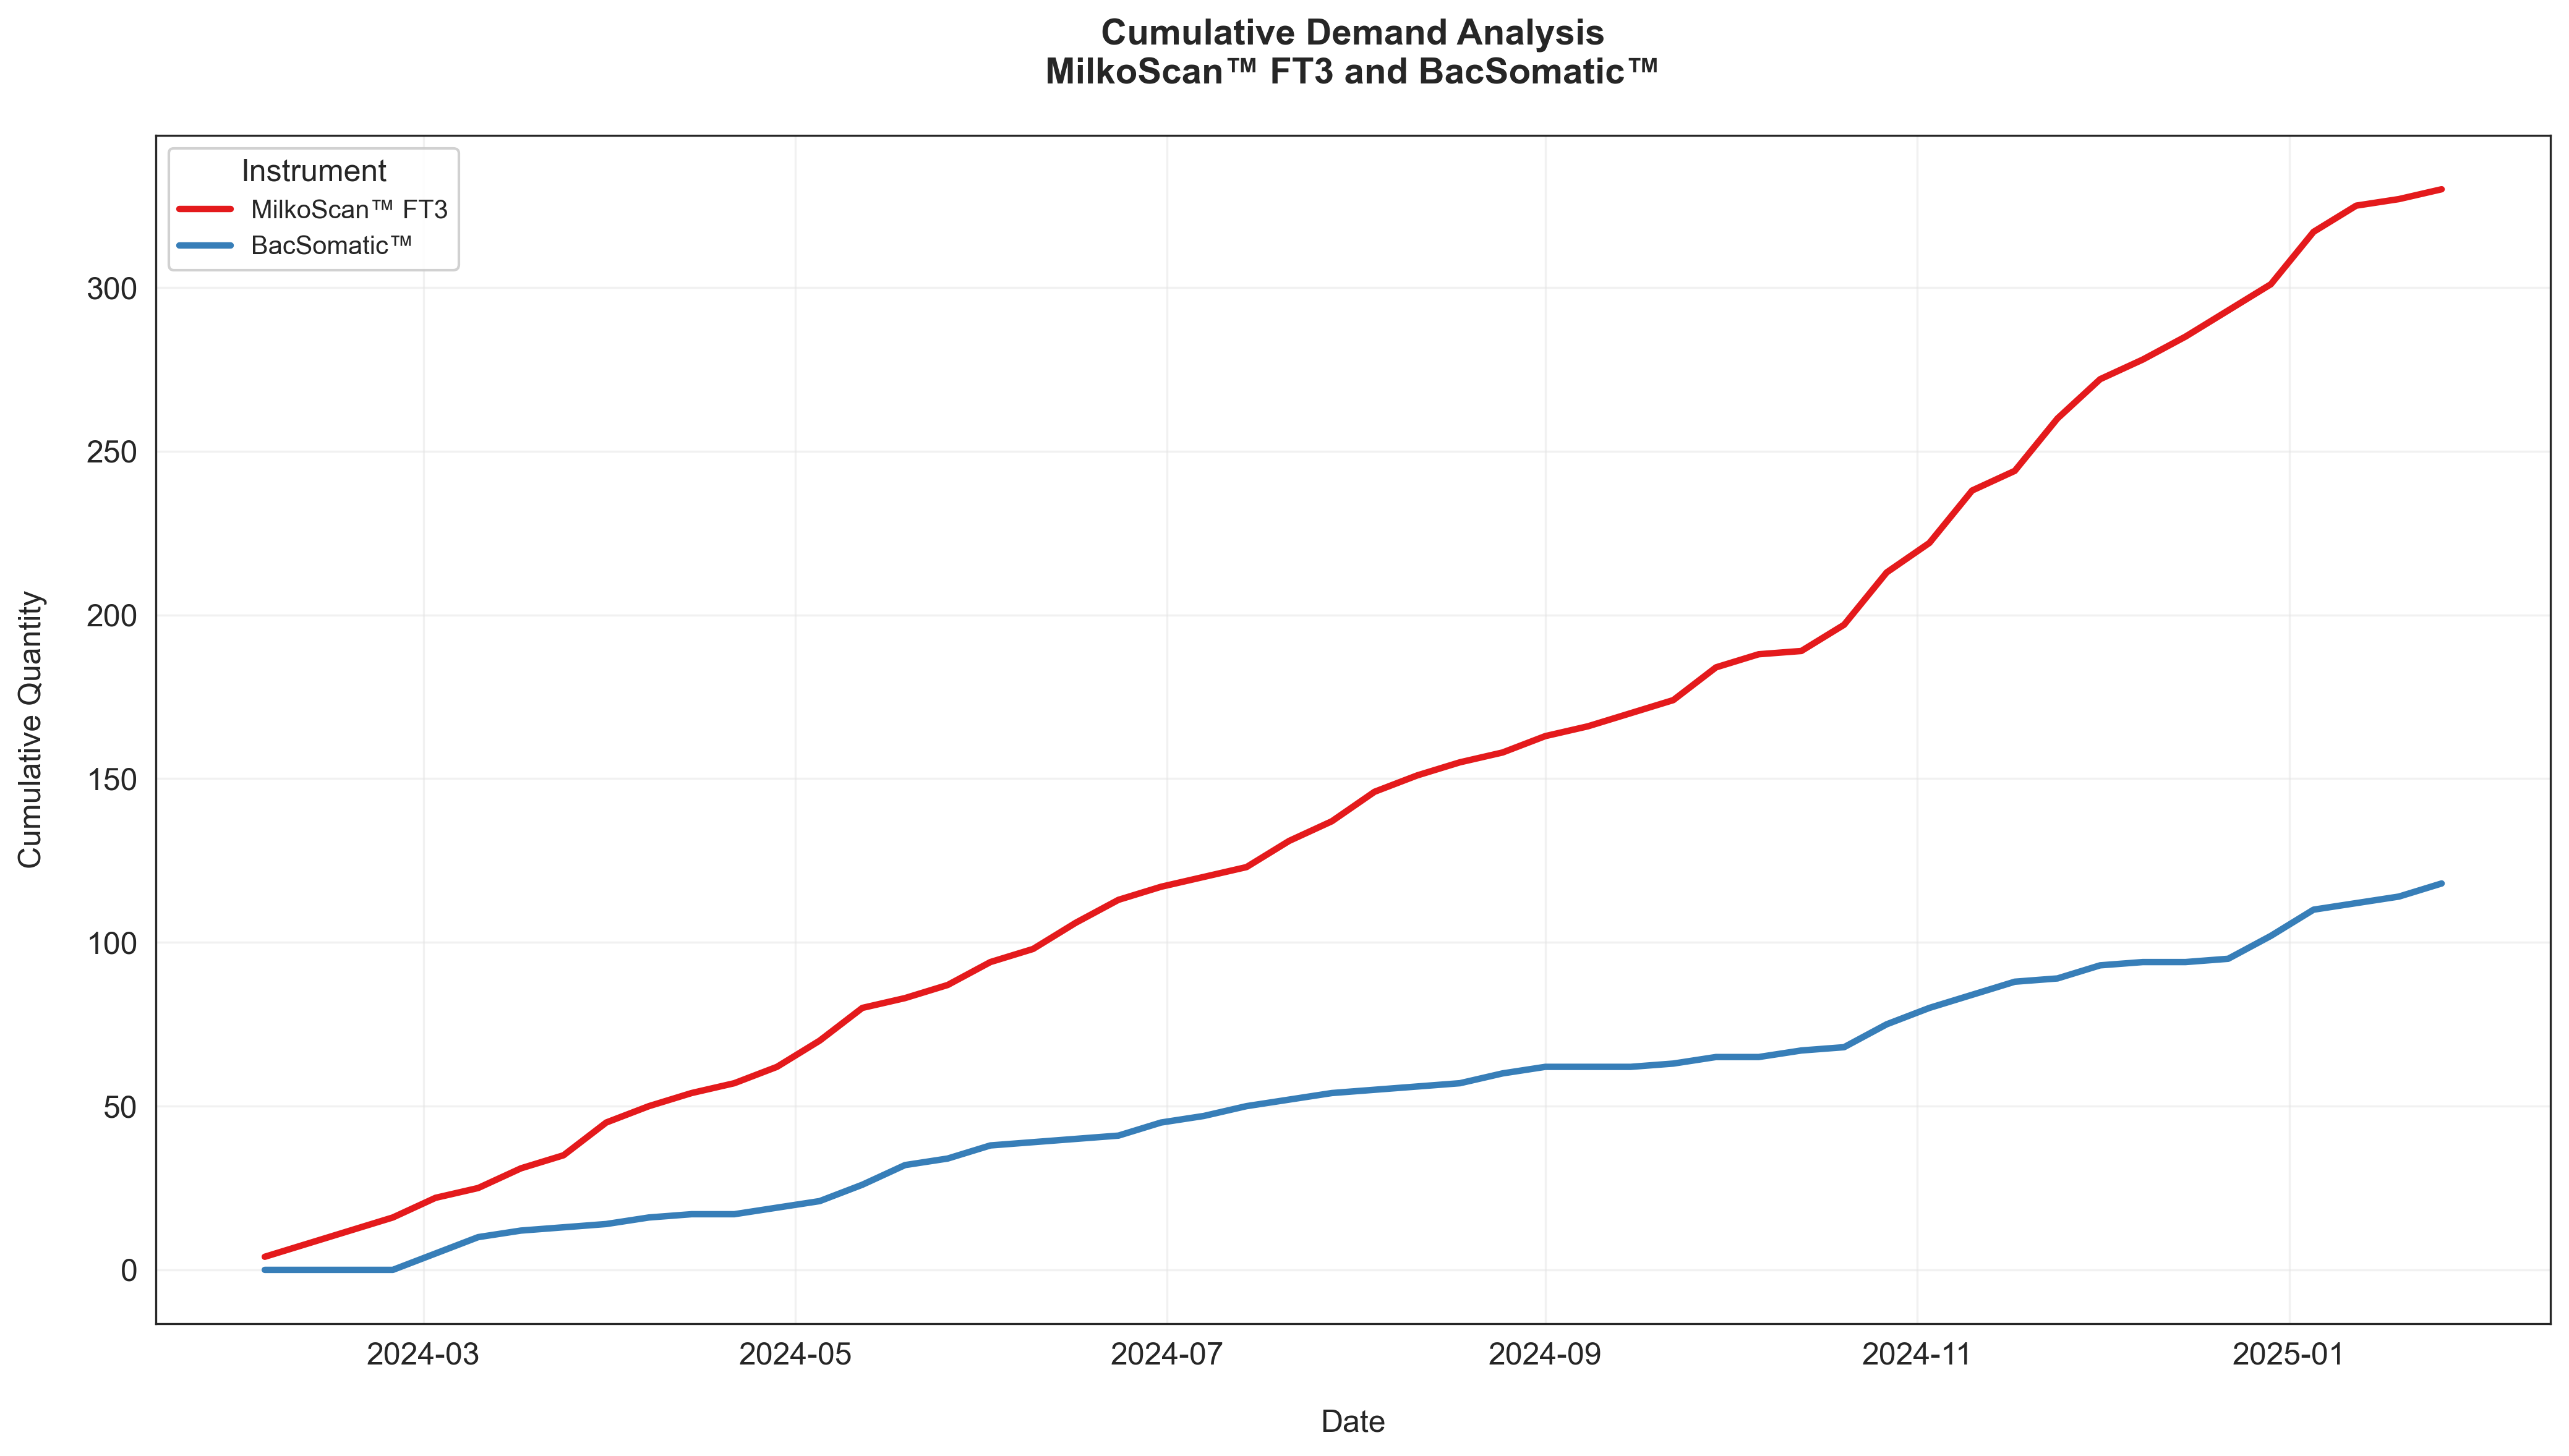 Cumulative Demand Analysis
MilkoScan™ FT3 and BacSomatic™
Instrument
MilkoScan™ FT3
BacSomatic™
Cumulative Quantity
300
250
200
150
100
50
0
2024-03
2024-05
2024-07
2024-09
2024-11
2025-01
Date